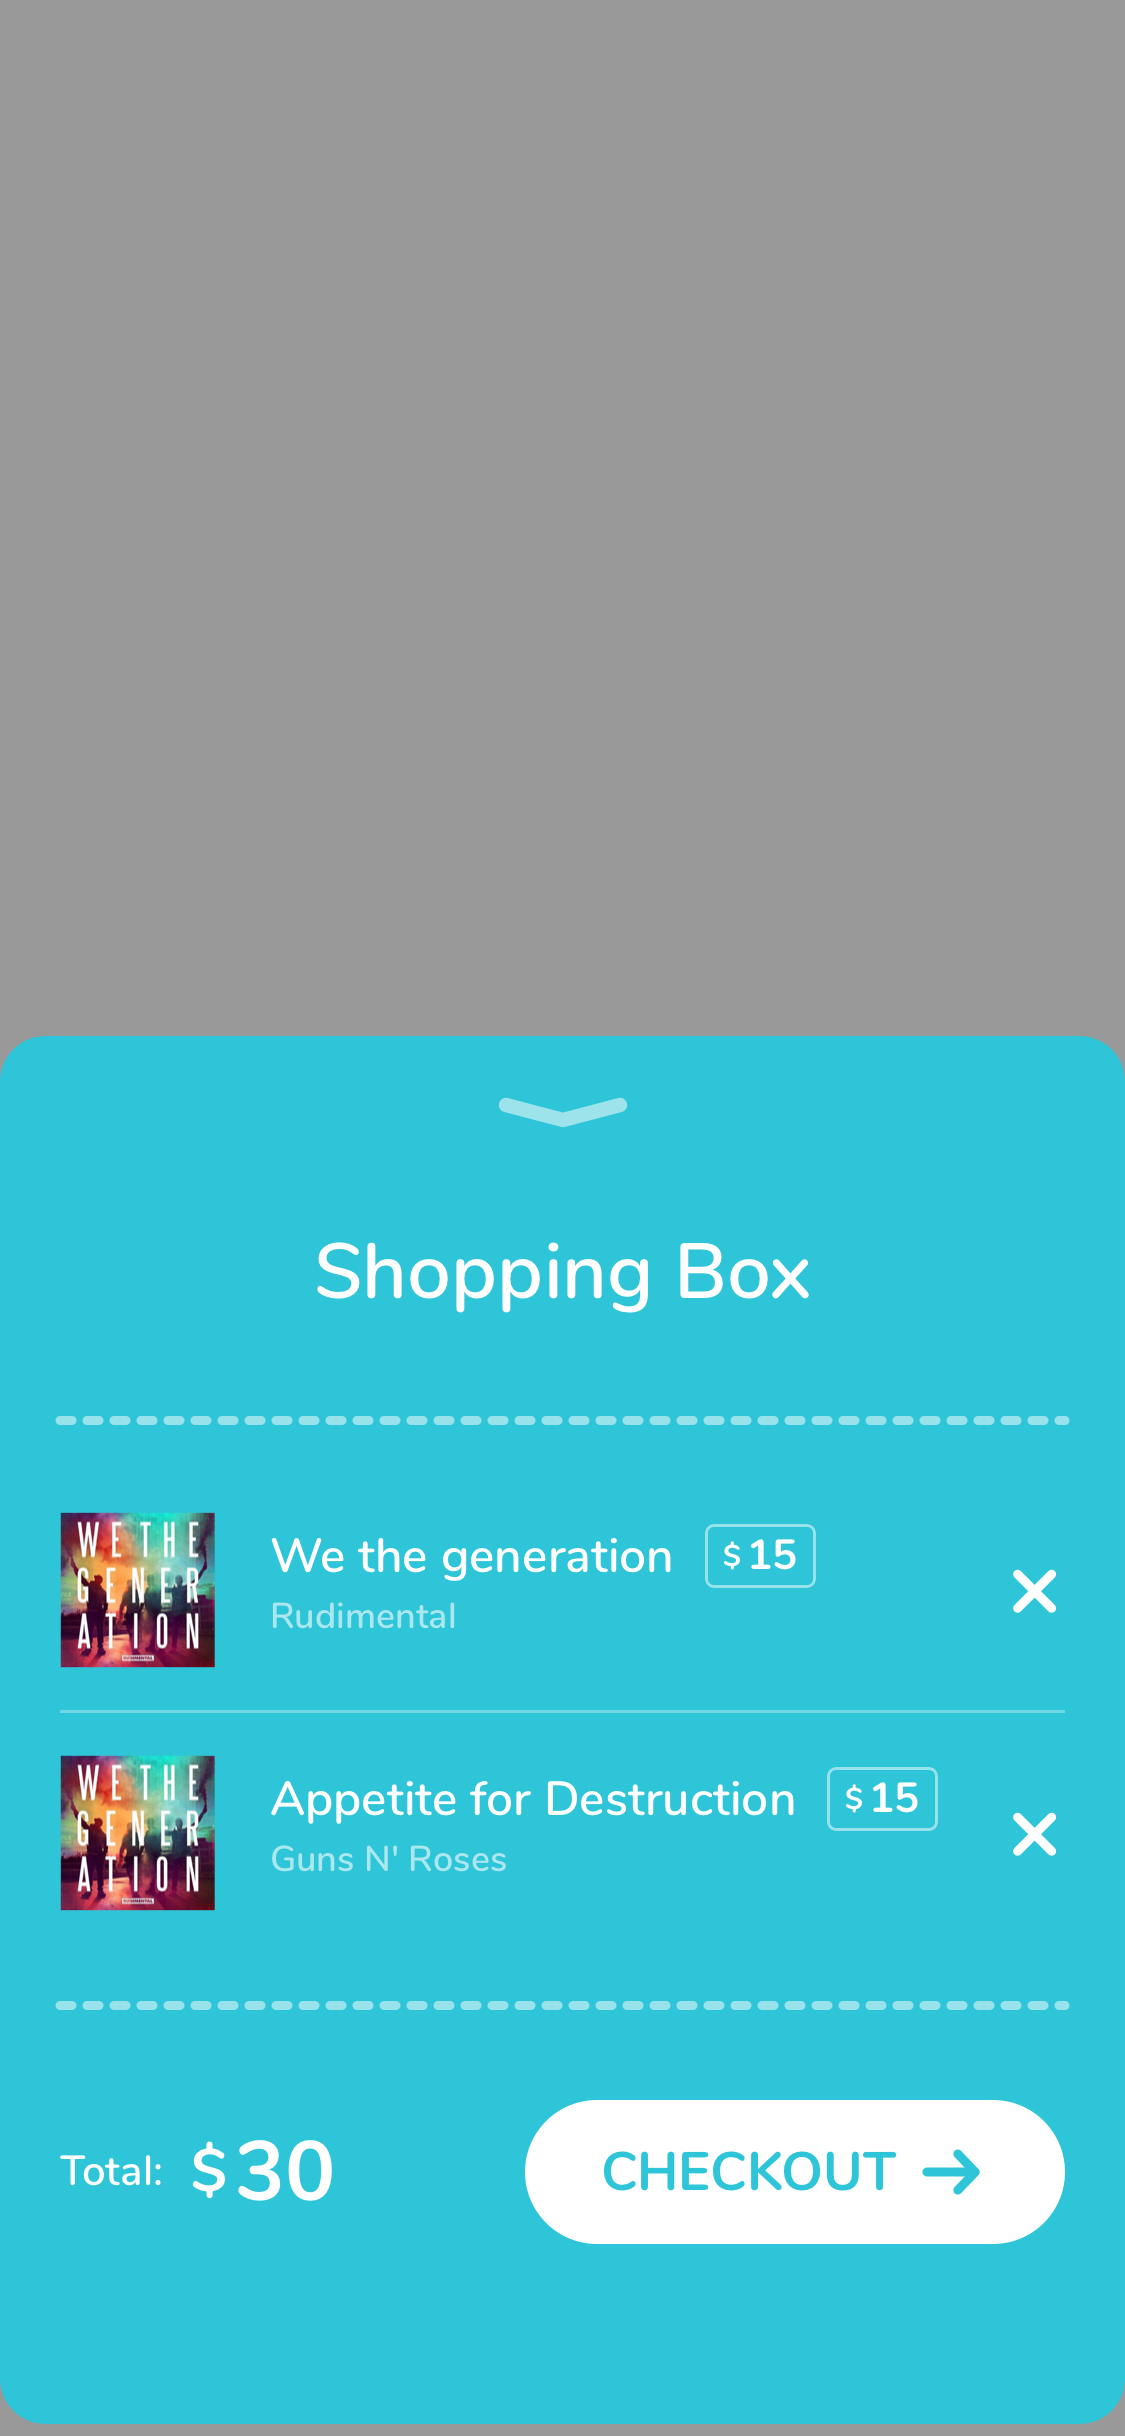 Shopping Box
WE THE
GENER
ATION
We the generation $ 15
Rudimental
WE THE
GENER
ATION
Appetite for Destruction $ 15
Guns N' Roses
Total: $ 30
CHECKOUT